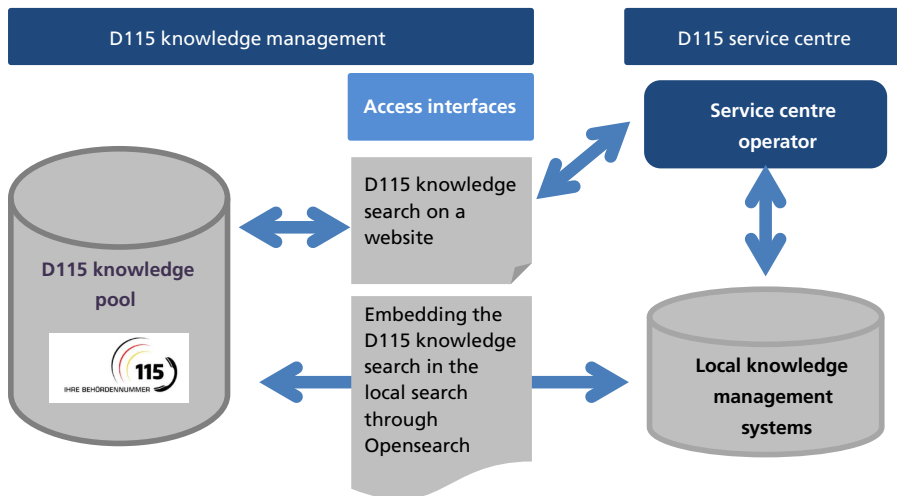 D115 knowledge management
D115 service centre
Access interfaces
Service centre
operator
D115 knowledge
search on a
website
D115 knowledge
pool
115
IHRE BEHÖRDENNUMMER
Embedding the
D115 knowledge
search in the
local search
through
Opensearch
Local knowledge
management
systems